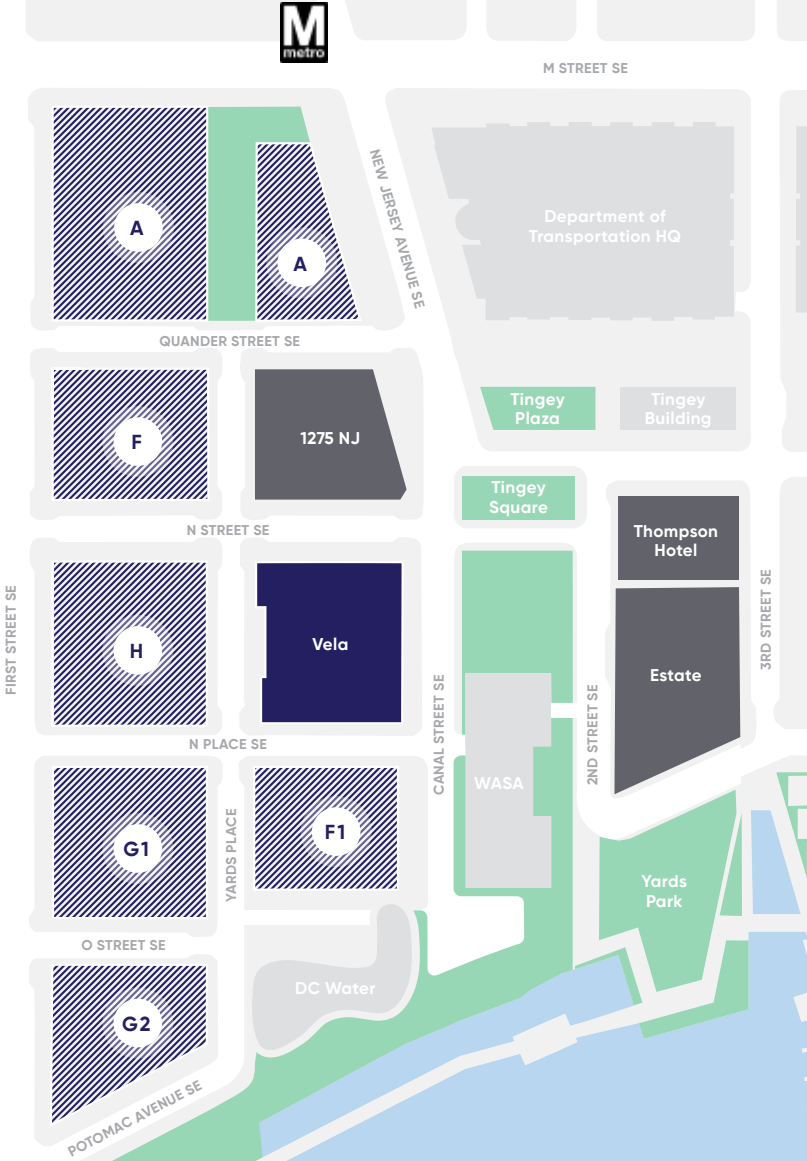 M
metro
M STREET SE
NEW JERSEY AVENUE SE
A
A
Department of
Transportation HQ
QUANDER STREET SE
F
1275 NJ
Tingey
Plaza
Tingey
Building
Tingey
Square
N STREET SE
Thompson
Hotel
FIRST STREET SE
H
Vela
Estate
3RD STREET SE
CANAL STREET SE
2ND STREET SE
N PLACE SE
WASA
G1
YARDS PLACE
F1
Yards
Park
O STREET SE
DC Water
G2
POTOMAC AVENUE SE